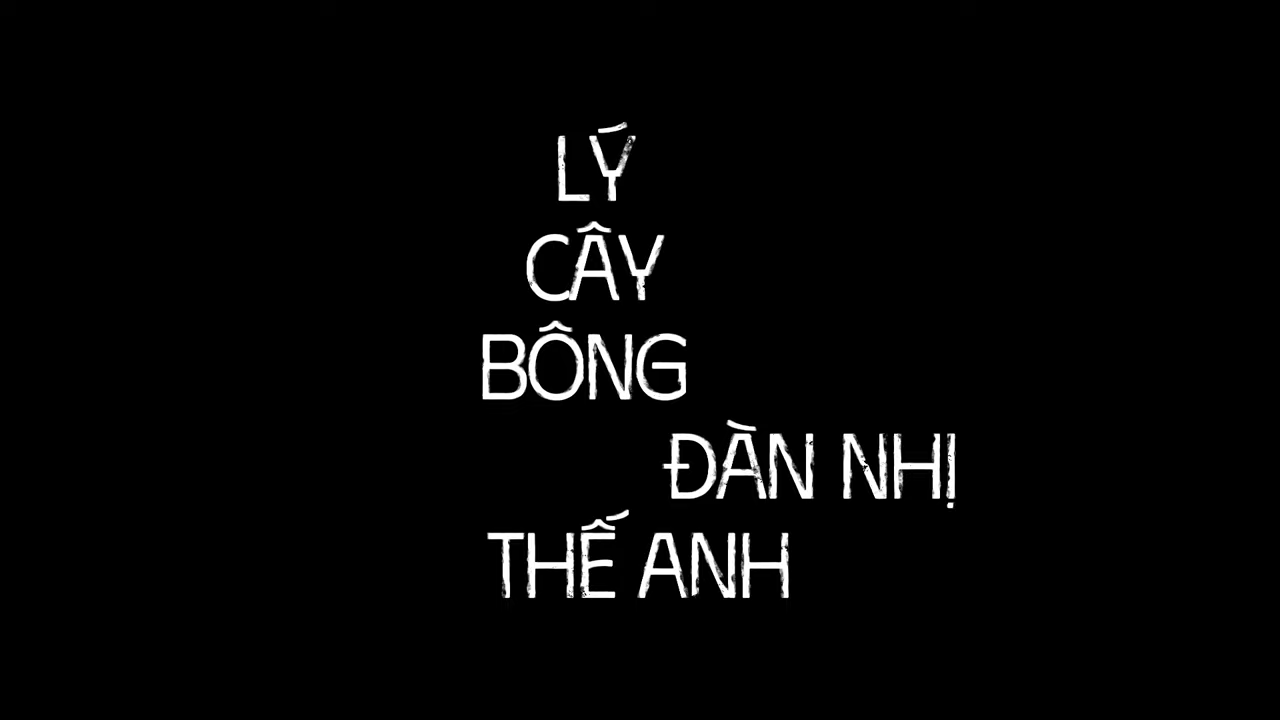 LÝ
CÂY
BÔNG
ĐÀN NHỊ
THẾ ANH